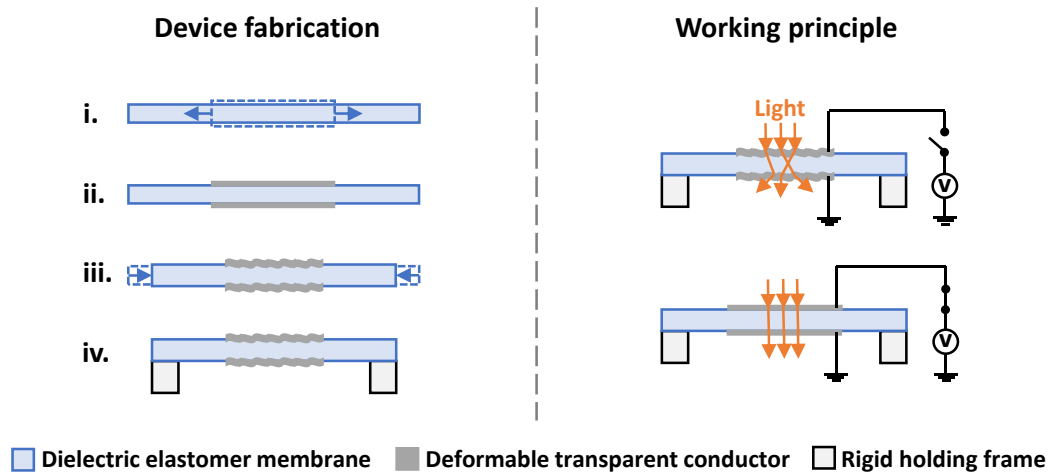 Device fabrication
Working principle
i.
ii.
iii.
iv.
Light
V
V
Dielectric elastomer membrane
Deformable transparent conductor
Rigid holding frame